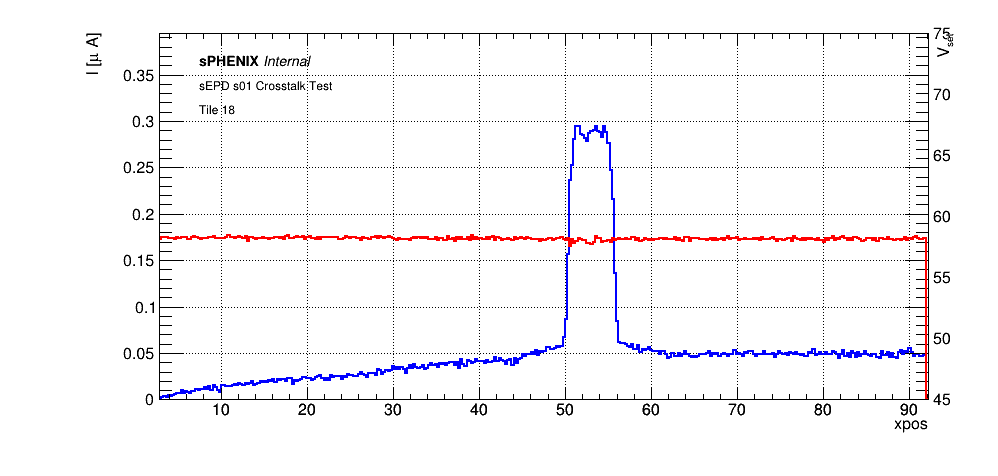 I [μ A]
sPHENIX Internal
sEPD s01 Crosstalk Test
Tile 18
0.35
0.3
0.25
0.2
0.15
0.1
0.05
0
75
V set
70
65
60
55
50
45
10 20 30 40 50 60 70 80 90
xpos